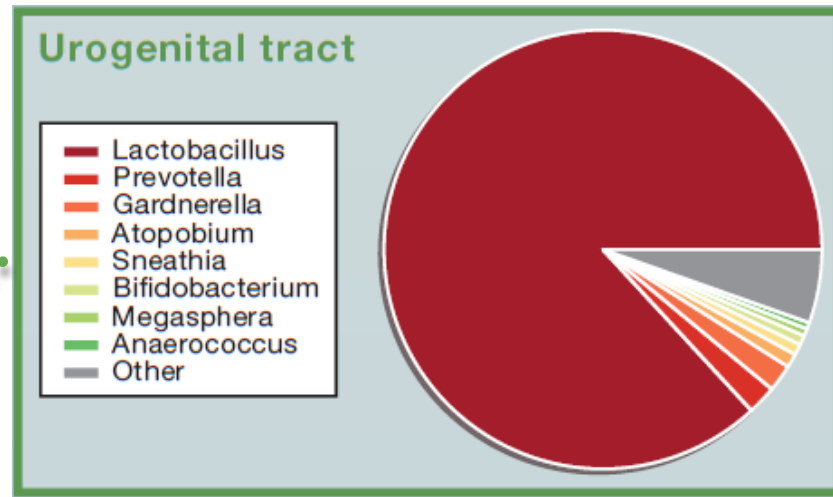 Urogenital tract
Lactobacillus
Prevotella
Gardnerella
Atopobium
Sneathia
Bifidobacterium
Megasphera
Anaerococcus
Other